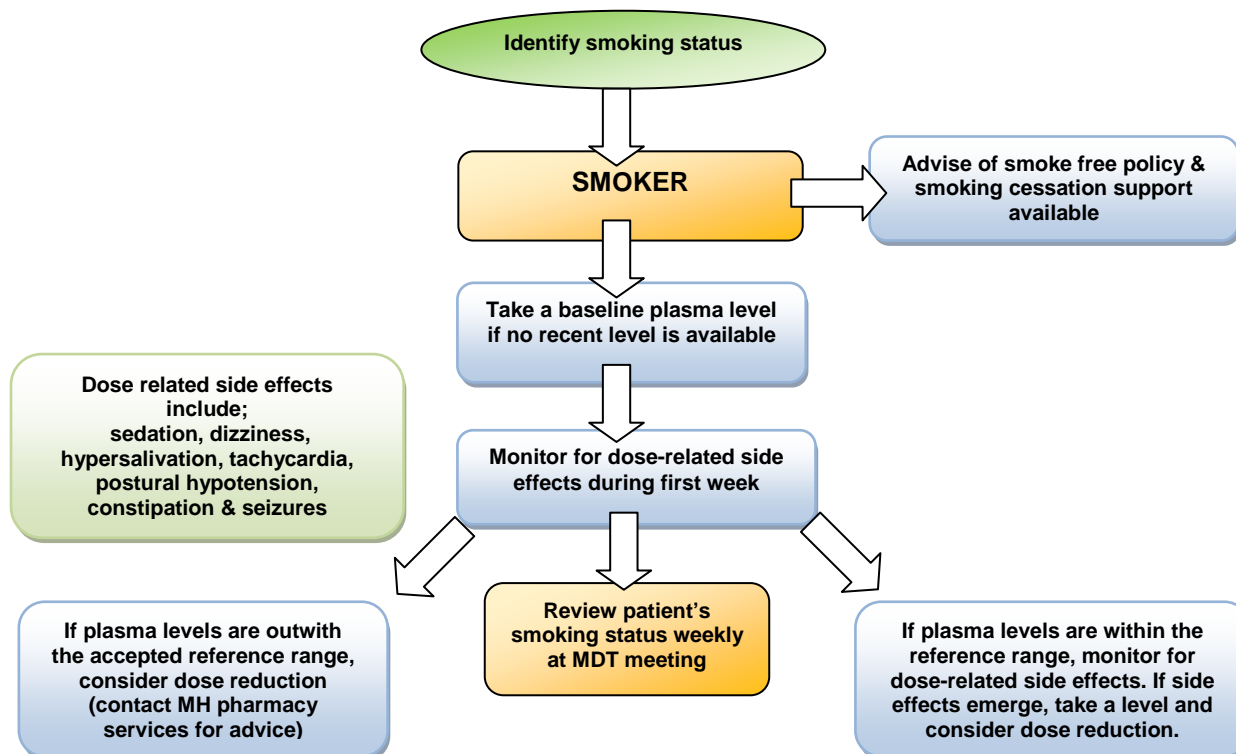 Identify smoking status
SMOKER
Advise of smoke free policy &
smoking cessation support
available
Take a baseline plasma level
if no recent level is available
Dose related side effects
include;
sedation, dizziness,
hypersalivation, tachycardia,
postural hypotension,
constipation & seizures
Monitor for dose-related side
effects during first week
If plasma levels are outwith
the accepted reference range,
consider dose reduction
(contact MH pharmacy
services for advice)
Review patient’s
smoking status weekly
at MDT meeting
If plasma levels are within the
reference range, monitor for
dose-related side effects. If side
effects emerge, take a level and
consider dose reduction.